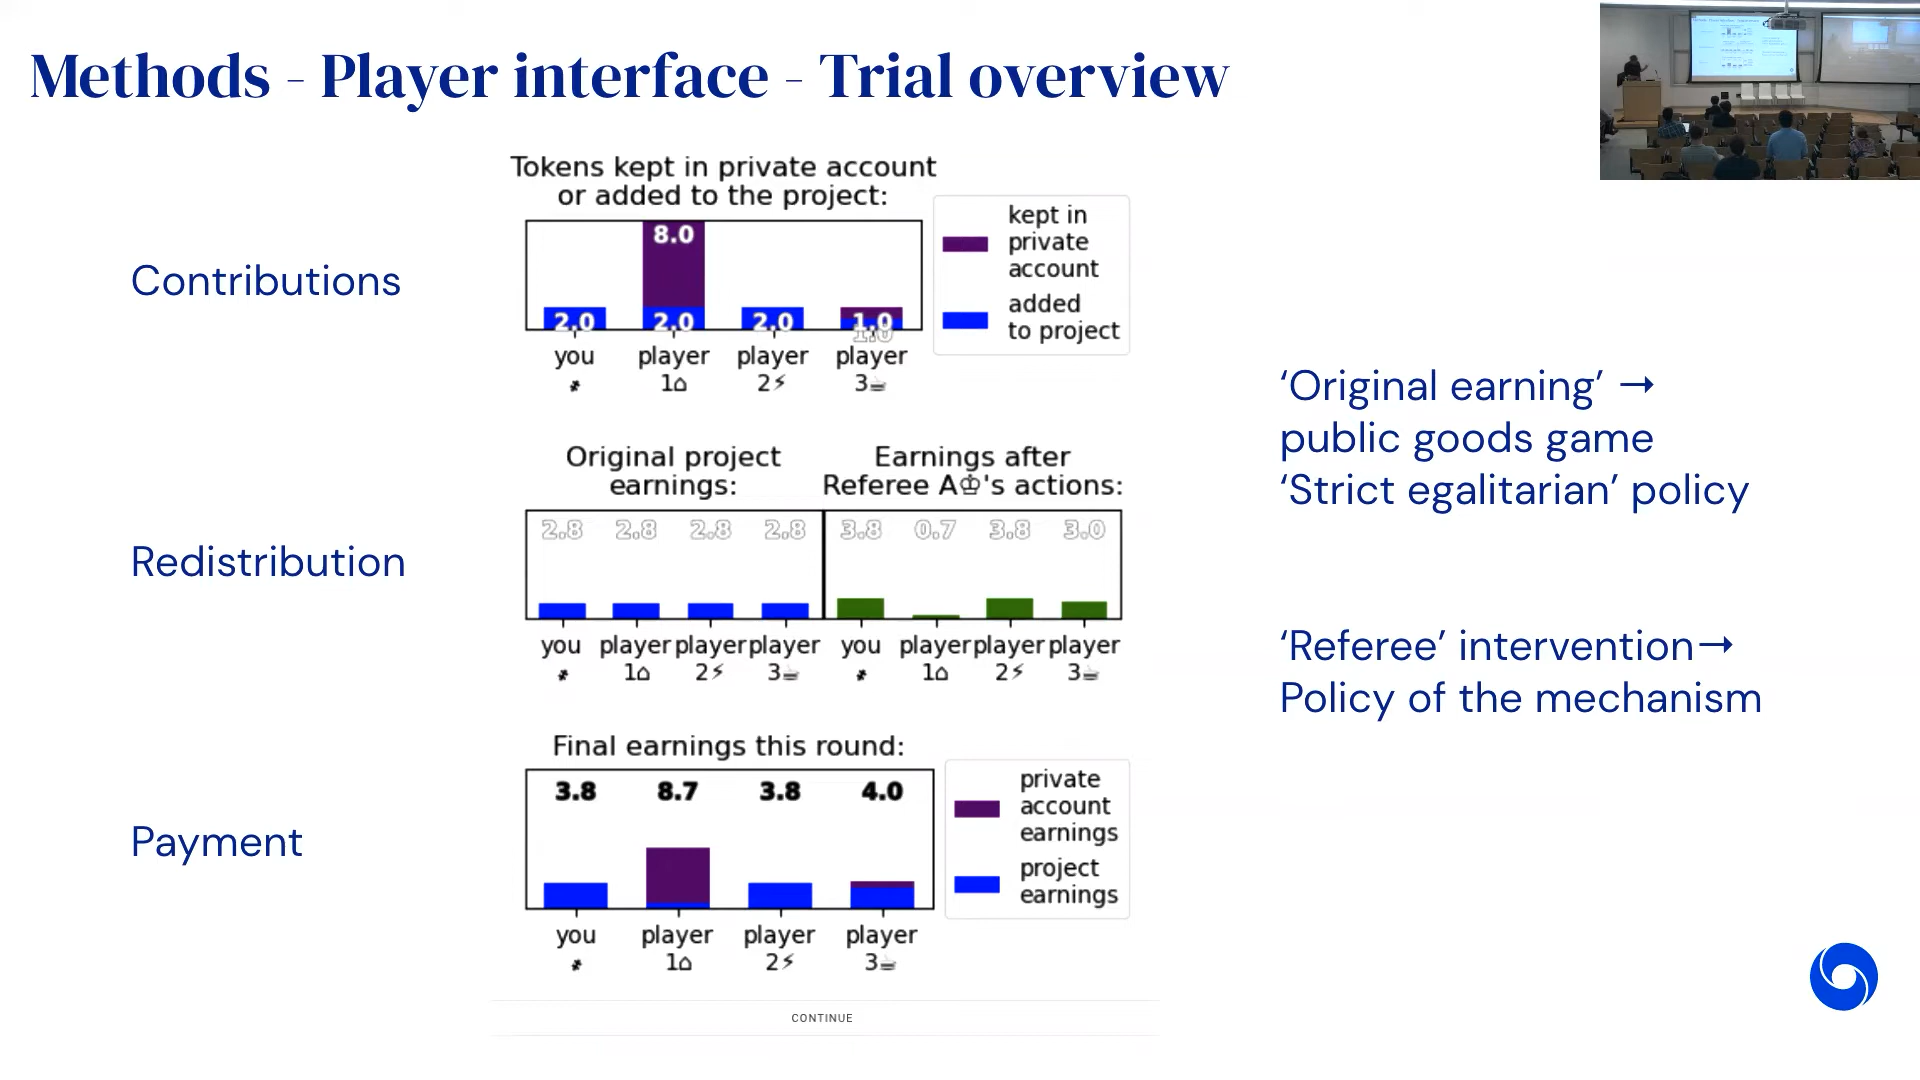 Methods - Player interface - Trial overview
Tokens kept in private account
or added to the project:
Contributions
8.0
2.0 2.0 2.0 1.0
1.0
you player player player
1⌂ 2⚡ 3☕
kept in
private
account
added
to project
‘Original earning’ →
public goods game
‘Strict egalitarian’ policy
Redistribution
Original project
earnings:
2.8 2.8 2.8 2.8
you player player player
1⌂ 2⚡ 3☕
Earnings after
Referee A♔'s actions:
3.8 0.7 3.8 3.0
you player player player
1⌂ 2⚡ 3☕
‘Referee’ intervention→
Policy of the mechanism
Payment
Final earnings this round:
3.8 8.7 3.8 4.0
you player player player
1⌂ 2⚡ 3☕
private
account
earnings
project
earnings
CONTINUE